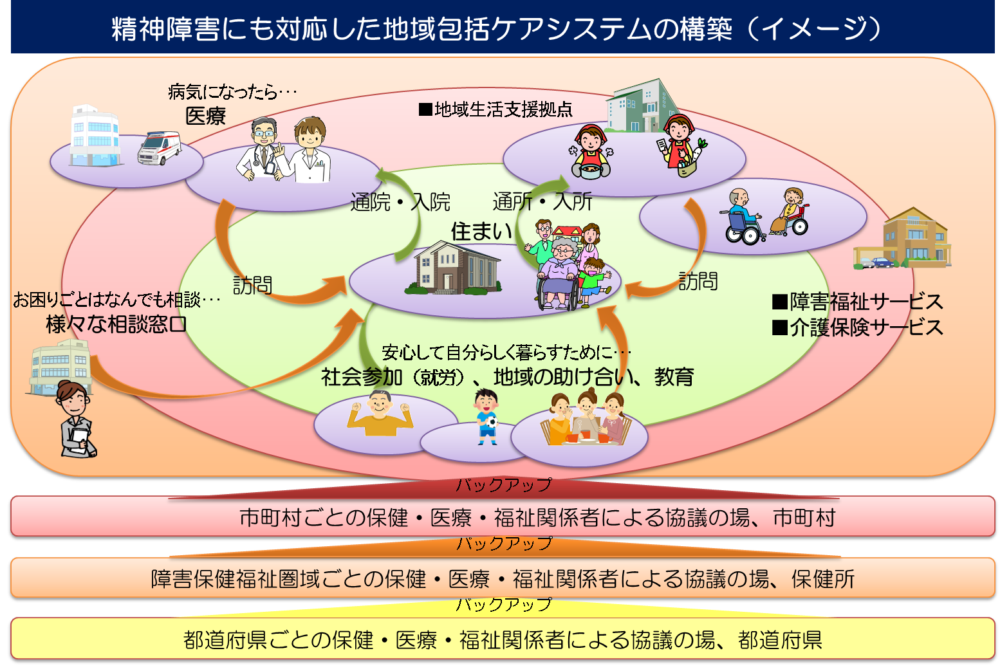 精神障害にも対応した地域包括ケアシステムの構築（イメージ）
病気になったら…
医療
■地域生活支援拠点
通院・入院
通所・入所
住まい
訪問
訪問
お困りごとはなんでも相談…
様々な相談窓口
■障害福祉サービス
■介護保険サービス
安心して自分らしく暮らすために…
社会参加（就労）、地域の助け合い、教育
バックアップ
市町村ごとの保健・医療・福祉関係者による協議の場、市町村
バックアップ
障害保健福祉圏域ごとの保健・医療・福祉関係者による協議の場、保健所
バックアップ
都道府県ごとの保健・医療・福祉関係者による協議の場、都道府県